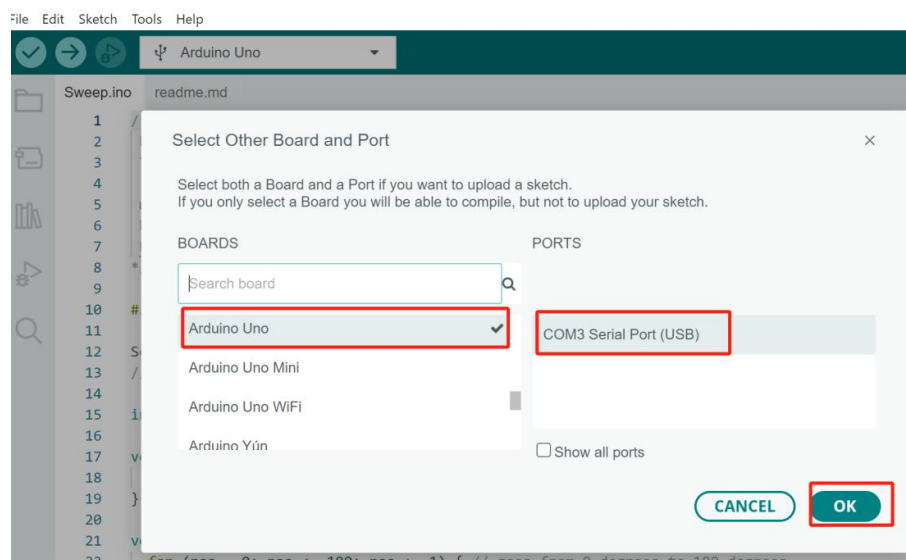 File Edit Sketch Tools Help
Arduino Uno
Sweep.ino readme.md
1 /
2
3
4
5
6
7
8 *
9
10 #
11
12 S
13 /
14
15 i
16
17 v
18
19 }
20
21 v
22
Select Other Board and Port
Select both a Board and a Port if you want to upload a sketch.
If you only select a Board you will be able to compile, but not to upload your sketch.
BOARDS PORTS
Search board
Arduino Uno COM3 Serial Port (USB)
Arduino Uno Mini
Arduino Uno WiFi
Arduino Yún
Show all ports
CANCEL OK